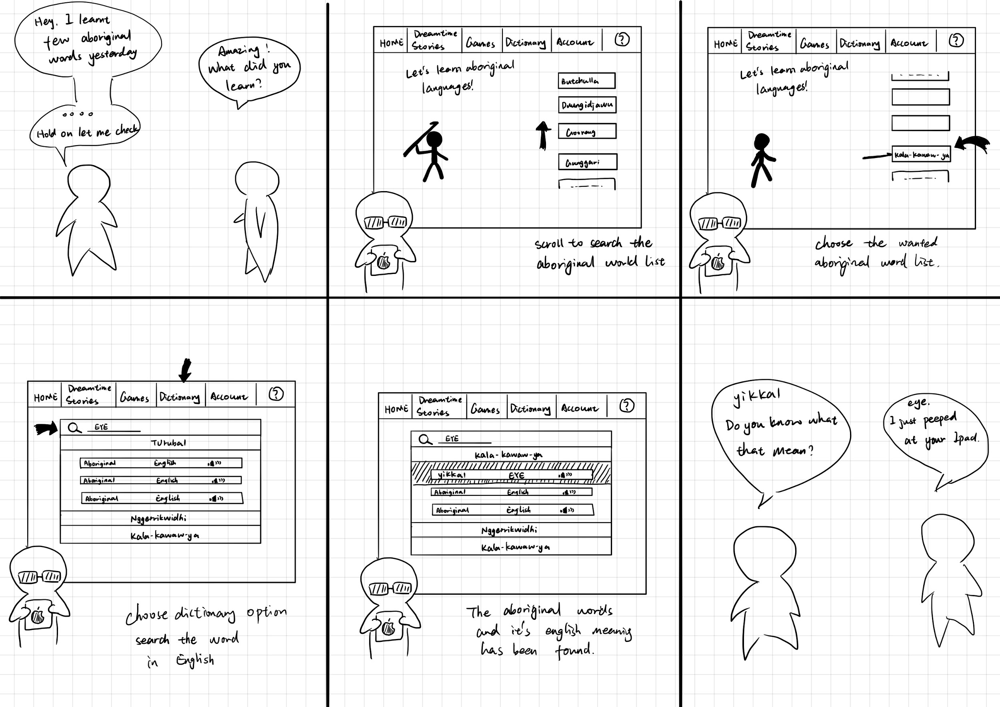 Hey. I learnt
few aboriginal
words yesterday
Hold on let me check
Amazing!
what did you
learn?
HOME
Dreamtime
Stories
Games
Dictionary
Account
?
Let's learn aboriginal
languages!
Butchulla
Duungidjawu
Gooreng
Gunggari
scroll to search the
aboriginal world list
HOME
Dreamtime
Stories
Games
Dictionary
Account
?
Let's learn aboriginal
languages!
Kala-kawaw-ya
choose the wanted
aboriginal word list.
HOME
Dreamtime
Stories
Games
Dictionary
Account
?
EYE
Turubal
Aboriginal English
Aboriginal English
Aboriginal English
Nggerrikwidhi
Kala-kawaw-ya
choose dictionary option
search the word
in English
HOME
Dreamtime
Stories
Games
Dictionary
Account
?
EYE
Kala-kawaw-ya
yikkal EYE
Aboriginal English
Aboriginal English
Nggerrikwidhi
Kala-kawaw-ya
The aboriginal words
and it's english meaning
has been found.
yikkal
Do you know what
that mean?
eye.
I just peeped
at your Ipad.